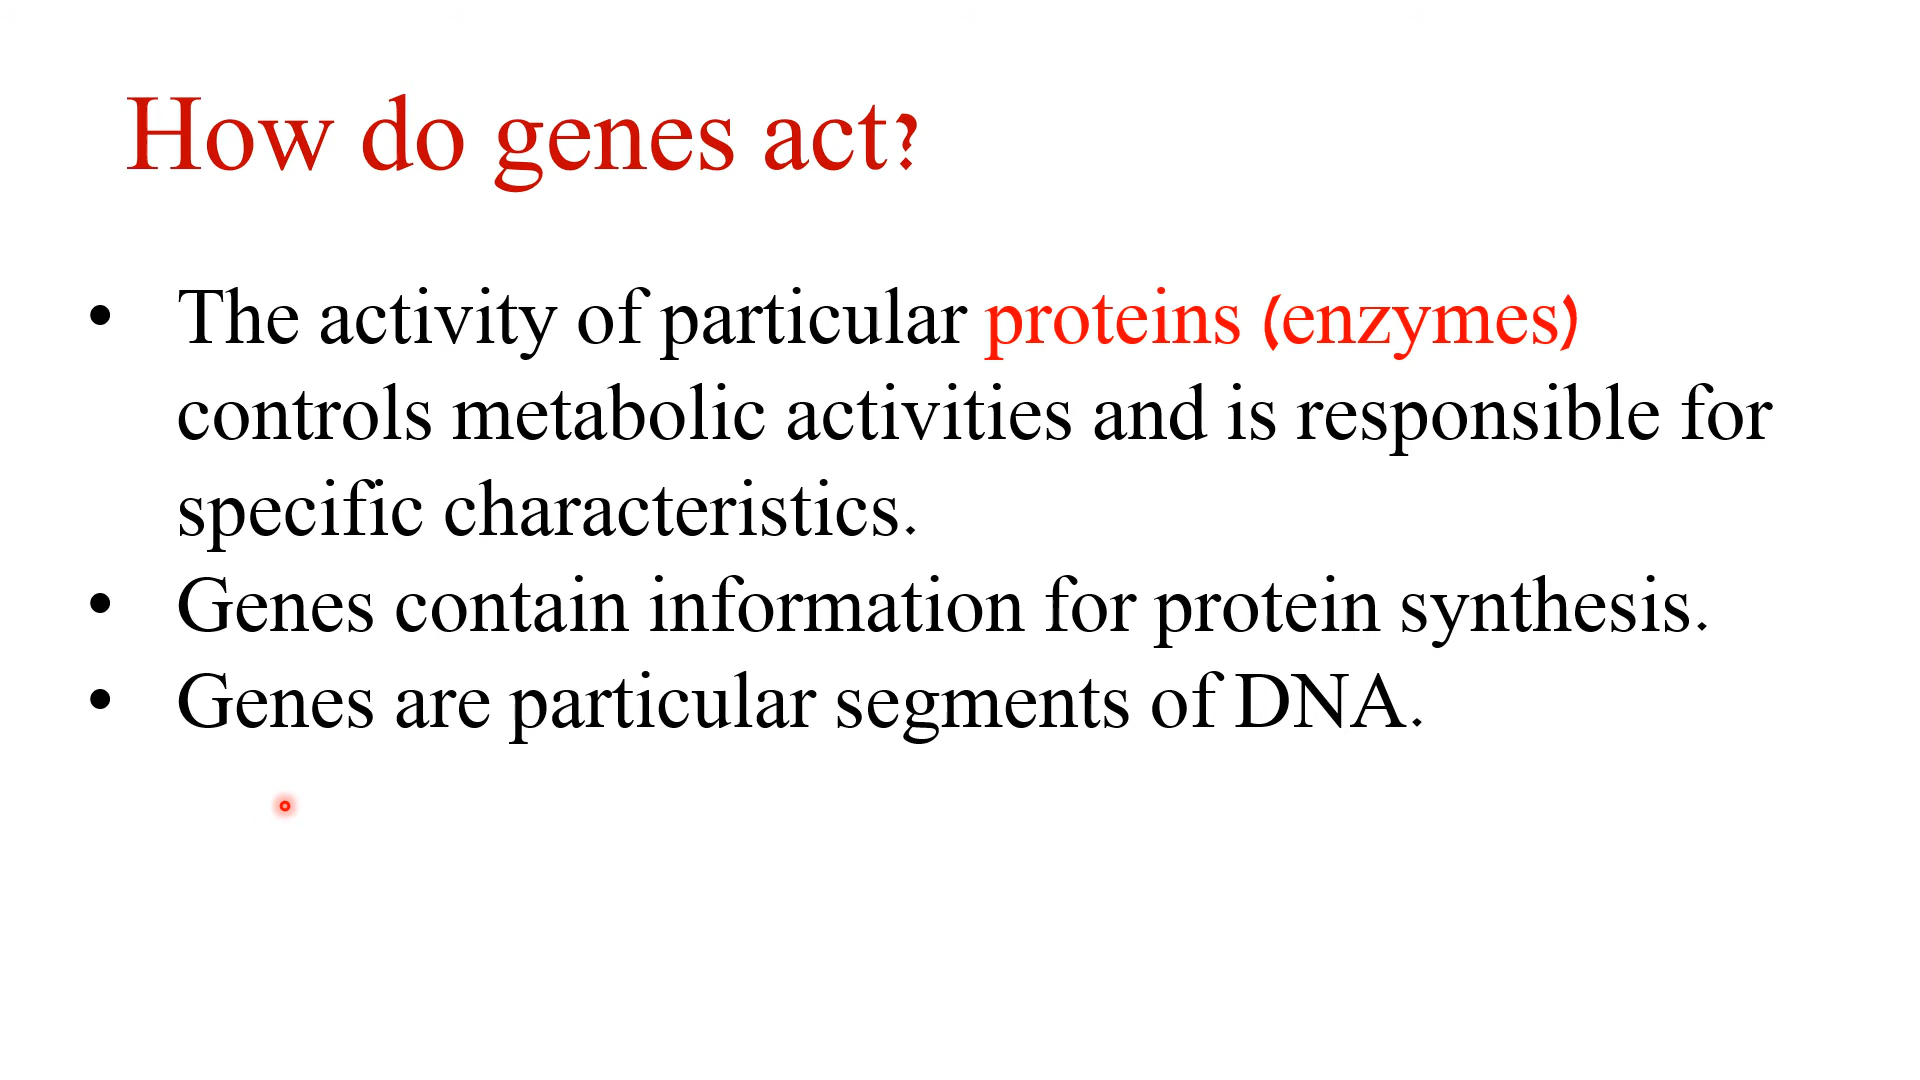 How do genes act?
• The activity of particular proteins (enzymes)
controls metabolic activities and is responsible for
specific characteristics.
• Genes contain information for protein synthesis.
• Genes are particular segments of DNA.